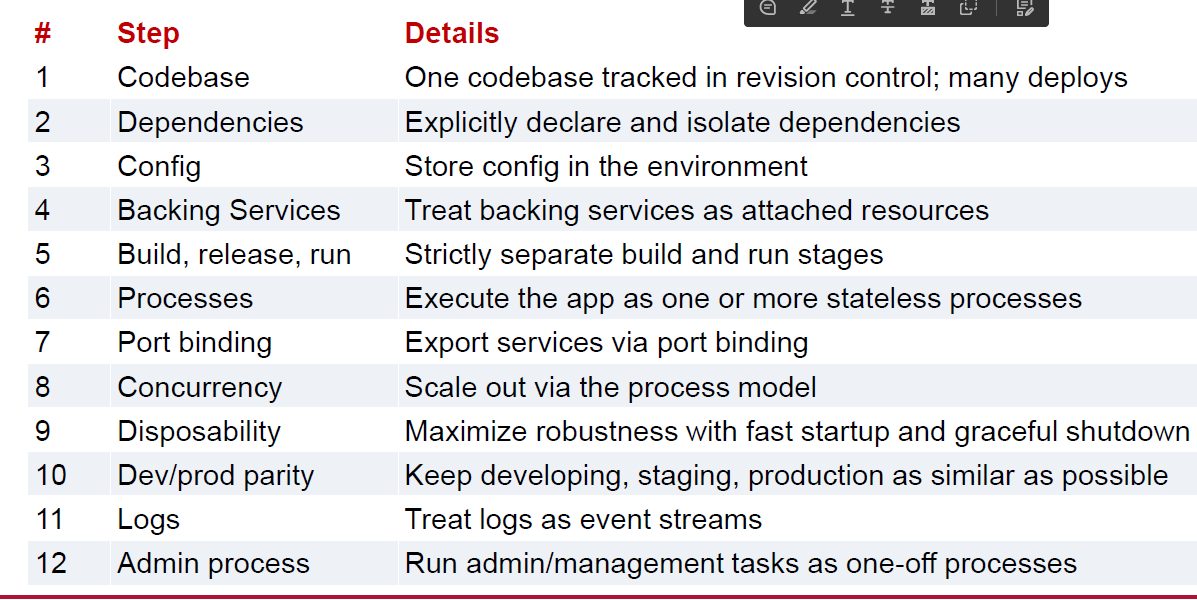 # Step Details
1 Codebase One codebase tracked in revision control; many deploys
2 Dependencies Explicitly declare and isolate dependencies
3 Config Store config in the environment
4 Backing Services Treat backing services as attached resources
5 Build, release, run Strictly separate build and run stages
6 Processes Execute the app as one or more stateless processes
7 Port binding Export services via port binding
8 Concurrency Scale out via the process model
9 Disposability Maximize robustness with fast startup and graceful shutdown
10 Dev/prod parity Keep developing, staging, production as similar as possible
11 Logs Treat logs as event streams
12 Admin process Run admin/management tasks as one-off processes